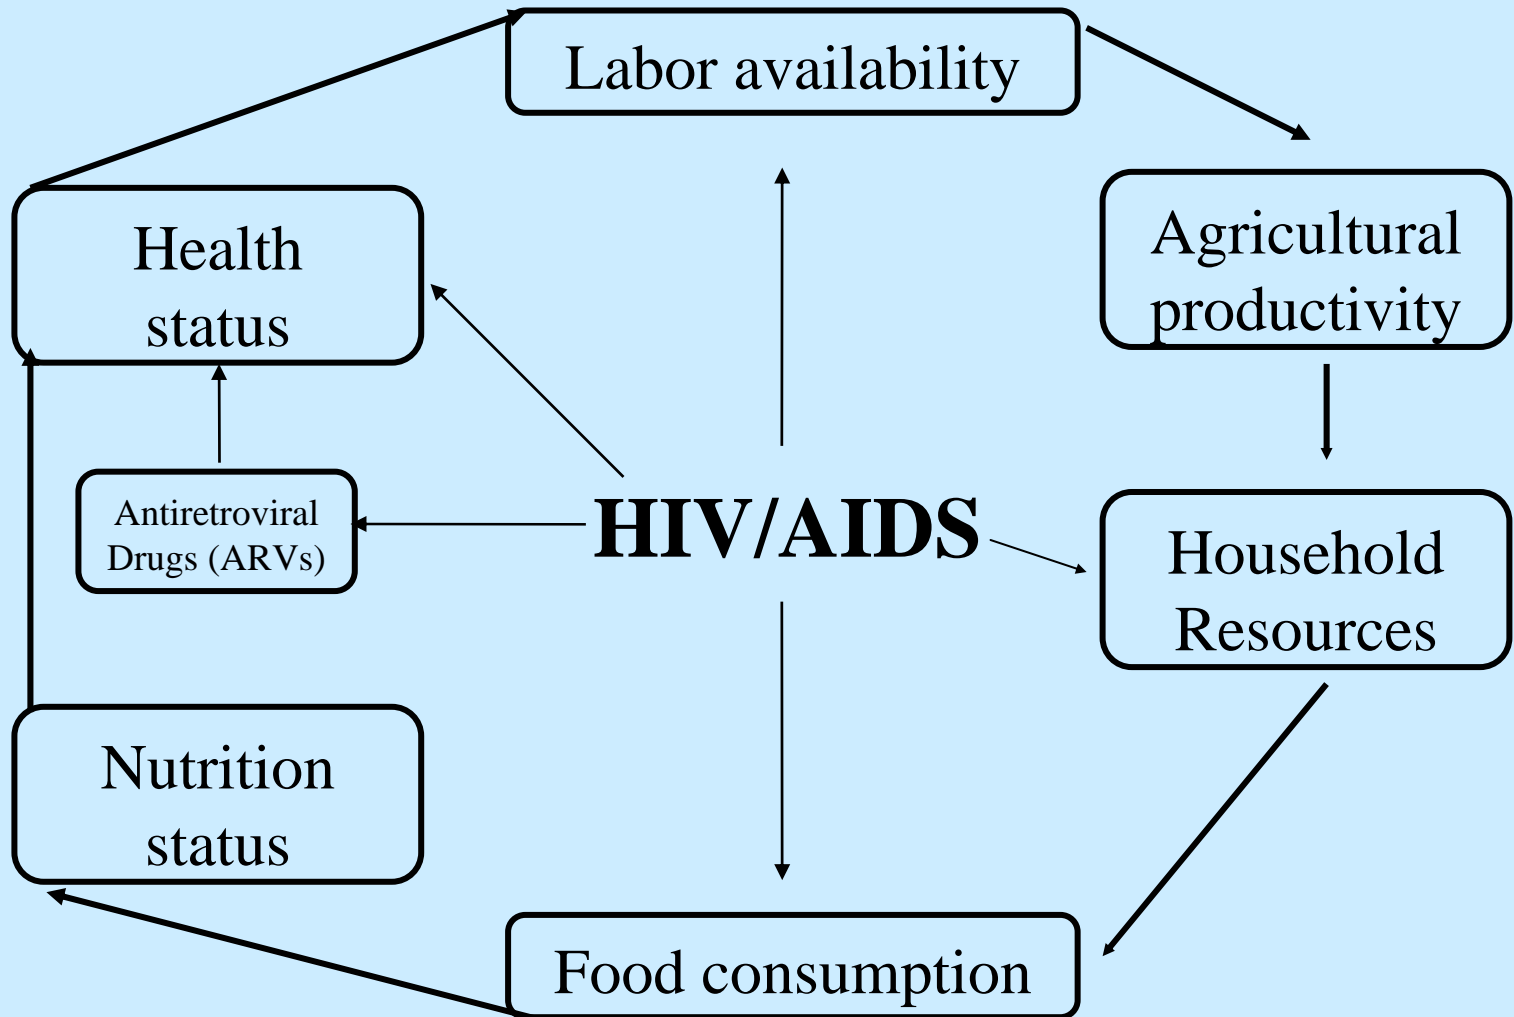 Labor availability
Health
status
Agricultural
productivity
Antiretroviral
Drugs (ARVs)
HIV/AIDS
Household
Resources
Nutrition
status
Food consumption